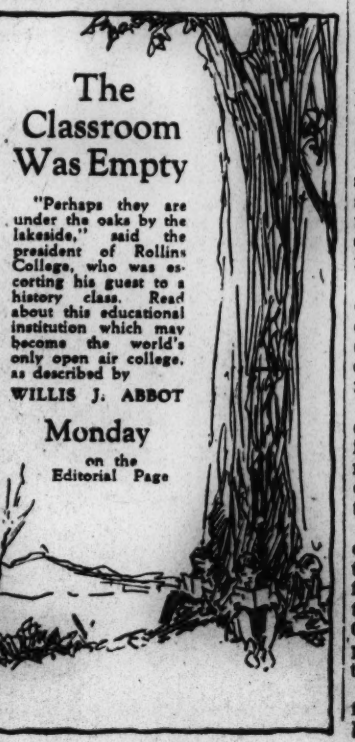 The
Classroom
Was Empty
"Perhaps they are
under the oaks by the
lakeside," said the
president of Rollins
College, who was es-
corting his guest to a
history class. Read
about this educational
institution which may
become the world's
only open air college,
as described by
WILLIS J. ABBOT
Monday
on the
Editorial Page